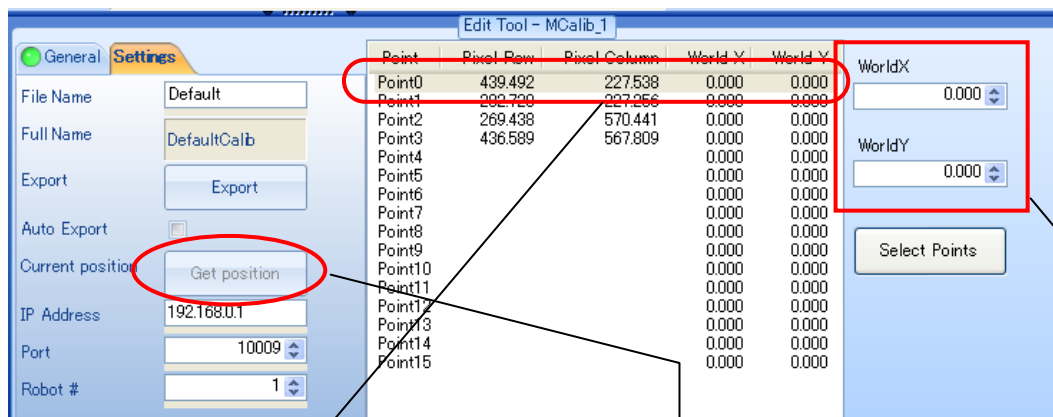 Edit Tool - MCalib_1
General Settings
File Name Default
Full Name DefaultCalib
Export Export
Auto Export
Current position Get position
IP Address 192.168.0.1
Port 10009
Robot # 1
Point Pixel Row Pixel Column World X World Y
Point0 439.492 227.538 0.000 0.000
Point1 282.720 227.256 0.000 0.000
Point2 269.438 570.441 0.000 0.000
Point3 436.589 567.809 0.000 0.000
Point4 0.000 0.000
Point5 0.000 0.000
Point6 0.000 0.000
Point7 0.000 0.000
Point8 0.000 0.000
Point9 0.000 0.000
Point10 0.000 0.000
Point11 0.000 0.000
Point12 0.000 0.000
Point13 0.000 0.000
Point14 0.000 0.000
Point15 0.000 0.000
WorldX
0.000
WorldY
0.000
Select Points